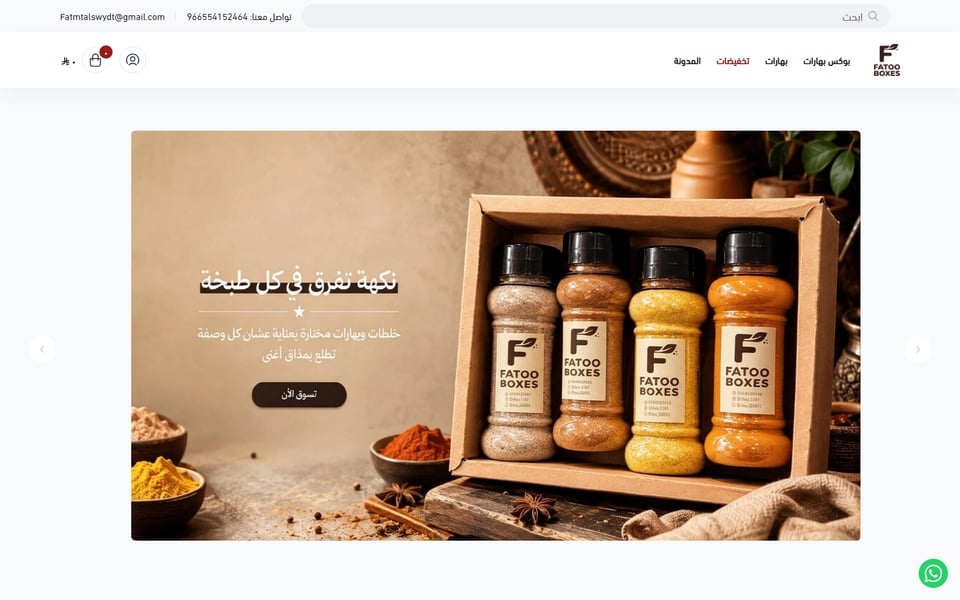 ابحث
تواصل معنا: 966554152464
Fatmtalswydt@gmail.com
FATOO
BOXES
بوكس بهارات
بهارات
تخفيضات
المدونة
٠
٠
نكهة تفرق في كل طبخة
خلطات وبهارات مختارة بعناية عشان كل وصفة
تطلع بمذاق أغنى
تسوق الأن
FATOO
BOXES
FATOO
BOXES
FATOO
BOXES
FATOO
BOXES